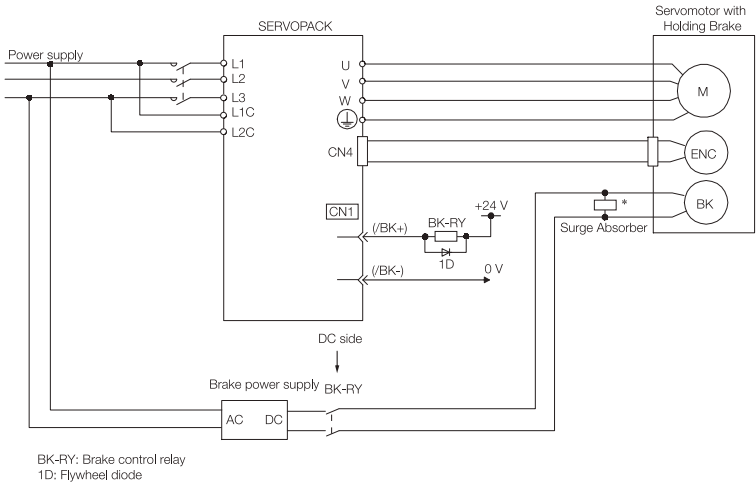 Servomotor with
Holding Brake
SERVOPACK
Power supply
L1
L2
L3
L1C
L2C
U
V
W
M
CN4
ENC
CN1
BK
+24 V
(/BK+)
BK-RY
1D
*
Surge Absorber
(/BK-)
0 V
DC side
Brake power supply
BK-RY
AC
DC
BK-RY: Brake control relay
1D: Flywheel diode